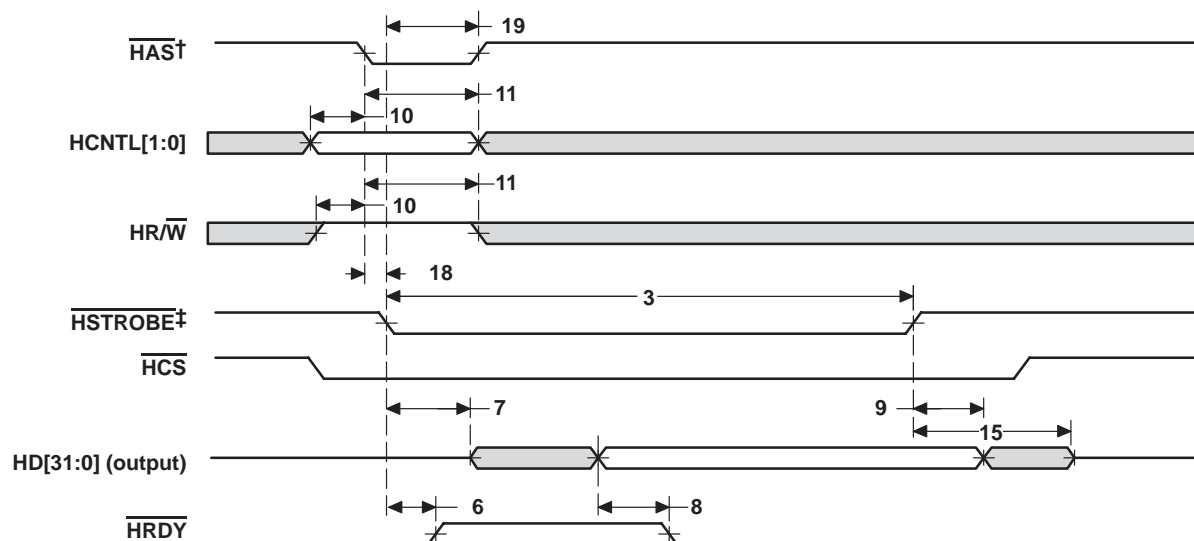 19
HAS†
11
10
HCNTL[1:0]
11
10
HR/W
18
3
HSTROBE‡
HCS
7
9
15
HD[31:0] (output)
6
8
HRDY